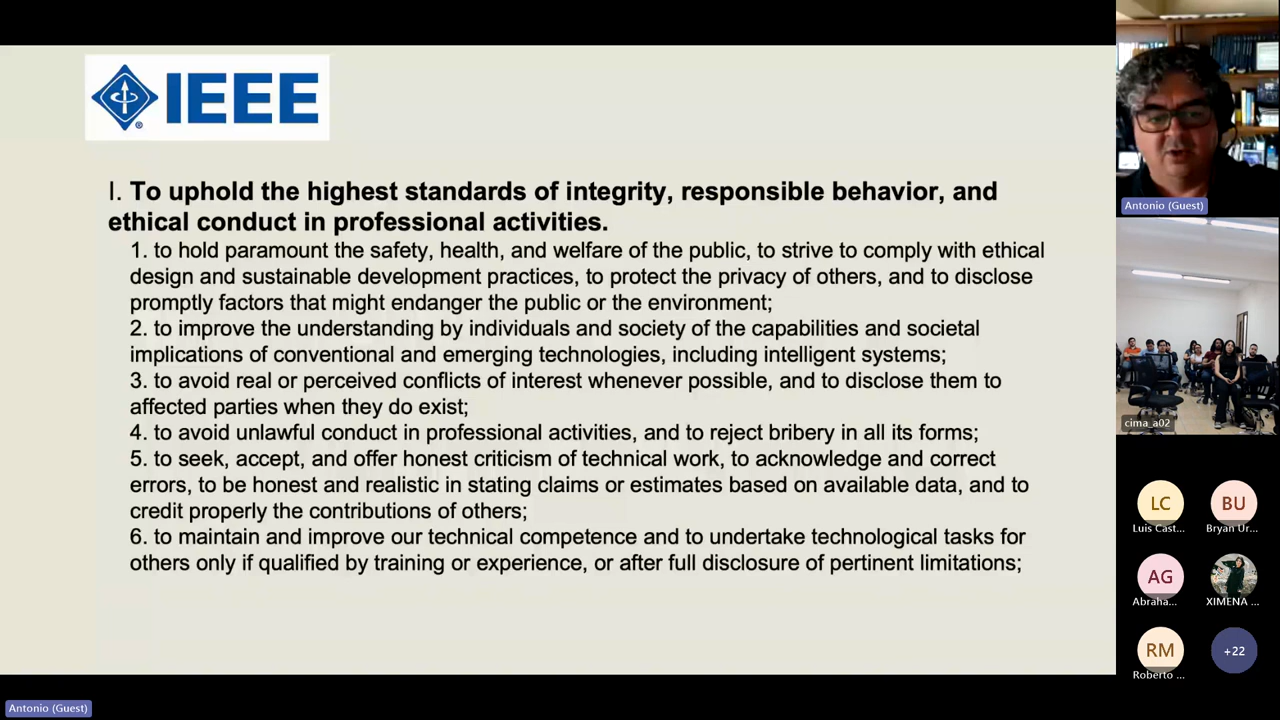 IEEE
I. To uphold the highest standards of integrity, responsible behavior, and
ethical conduct in professional activities.
1. to hold paramount the safety, health, and welfare of the public, to strive to comply with ethical
design and sustainable development practices, to protect the privacy of others, and to disclose
promptly factors that might endanger the public or the environment;
2. to improve the understanding by individuals and society of the capabilities and societal
implications of conventional and emerging technologies, including intelligent systems;
3. to avoid real or perceived conflicts of interest whenever possible, and to disclose them to
affected parties when they do exist;
4. to avoid unlawful conduct in professional activities, and to reject bribery in all its forms;
5. to seek, accept, and offer honest criticism of technical work, to acknowledge and correct
errors, to be honest and realistic in stating claims or estimates based on available data, and to
credit properly the contributions of others;
6. to maintain and improve our technical competence and to undertake technological tasks for
others only if qualified by training or experience, or after full disclosure of pertinent limitations;
Antonio (Guest)
cima_a02
LC
BU
Luis Cast...
Bryan Ur...
AG
Abraha...
XIMENA ...
RM
+22
Roberto ...
Antonio (Guest)